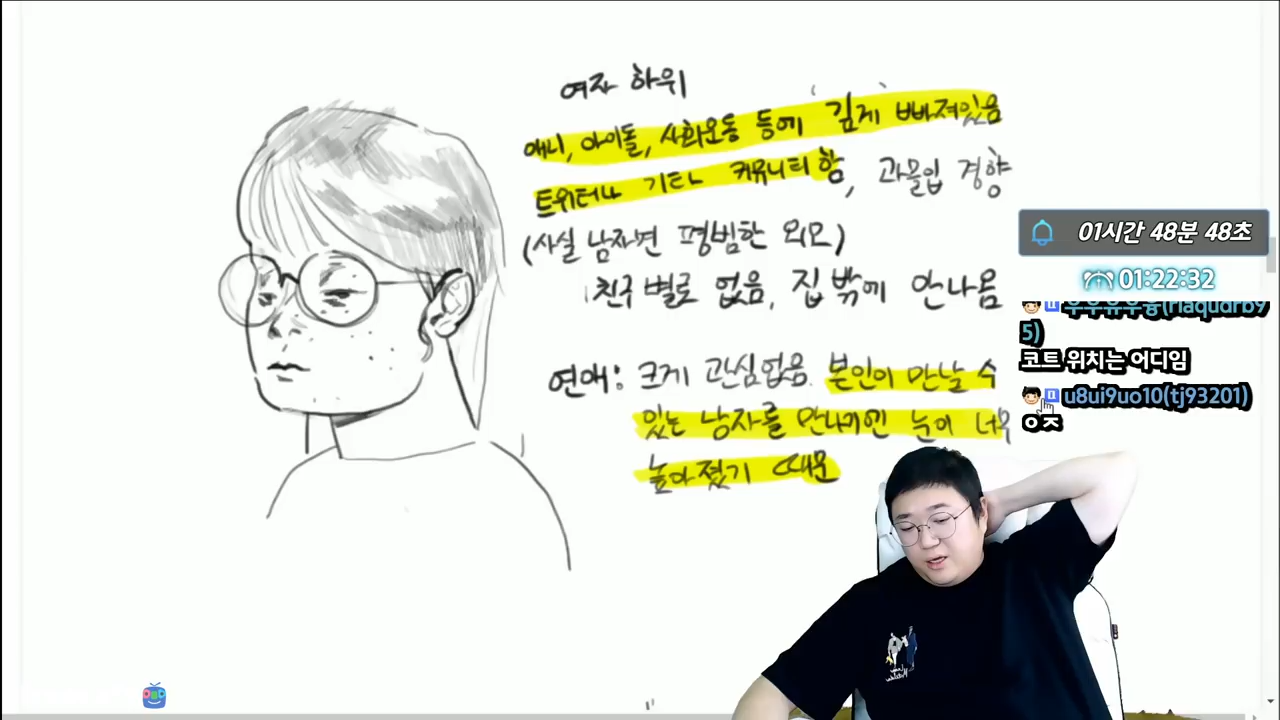 여자 하위
애니, 아이돌, 사회운동 등에 '깊게' 빠져있음
트위터나 기타 커뮤니티 함, 과몰입 경향
(사실 남자면 평범한 외모)
친구 별로 없음, 집 밖에 안나옴
연애: 크게 관심없음. 본인이 만날 수
있는 남자를 만나기엔 눈이 너무
높아졌기 때문
01시간 48분 48초
01:22:32
5)
코트 위치는 어디임
u8ui9uo10(tj93201)
ㅇㅈ